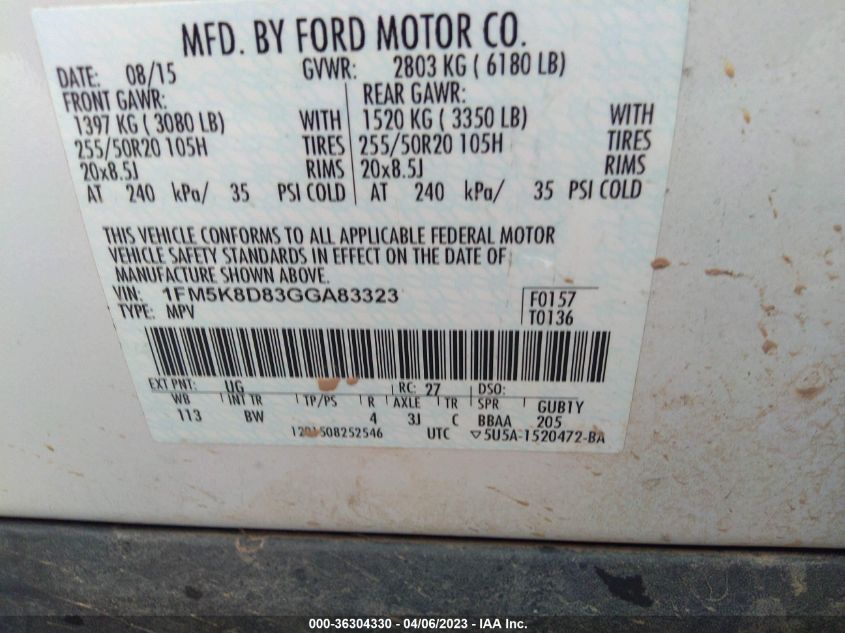 MFD. BY FORD MOTOR CO.
DATE: 08/15 GVWR: 2803 KG ( 6180 LB)
FRONT GAWR: REAR GAWR:
1397 KG ( 3080 LB) WITH 1520 KG ( 3350 LB) WITH
255/50R20 105H TIRES 255/50R20 105H TIRES
20x8.5J RIMS 20x8.5J RIMS
AT 240 kPa/ 35 PSI COLD AT 240 kPa/ 35 PSI COLD
THIS VEHICLE CONFORMS TO ALL APPLICABLE FEDERAL MOTOR
VEHICLE SAFETY STANDARDS IN EFFECT ON THE DATE OF
MANUFACTURE SHOWN ABOVE.
VIN: 1FM5K8D83GGA83323 F0157
TYPE: MPV T0136
EXT PNT: UG RC: 27 DSO:
WB INT TR TP/PS R AXLE TR SPR GUB1Y
113 BW 4 3J C BBAA 205
UTC ▽5U5A-1520472-BA
000-36304330 - 04/06/2023 - IAA Inc.